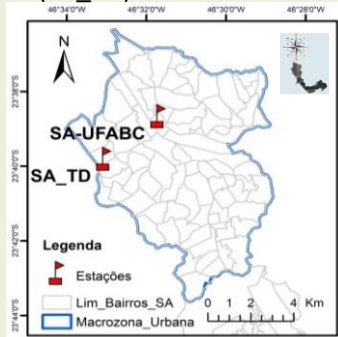 46°34'0"W 46°32'0"W 46°30'0"W 46°28'0"W
N
23°38'0"S
SA-UFABC
23°40'0"S
SA_TD
23°42'0"S
Legenda
Estações
Lim_Bairros_SA
Macrozona_Urbana
0 1 2 4 Km
23°44'0"S